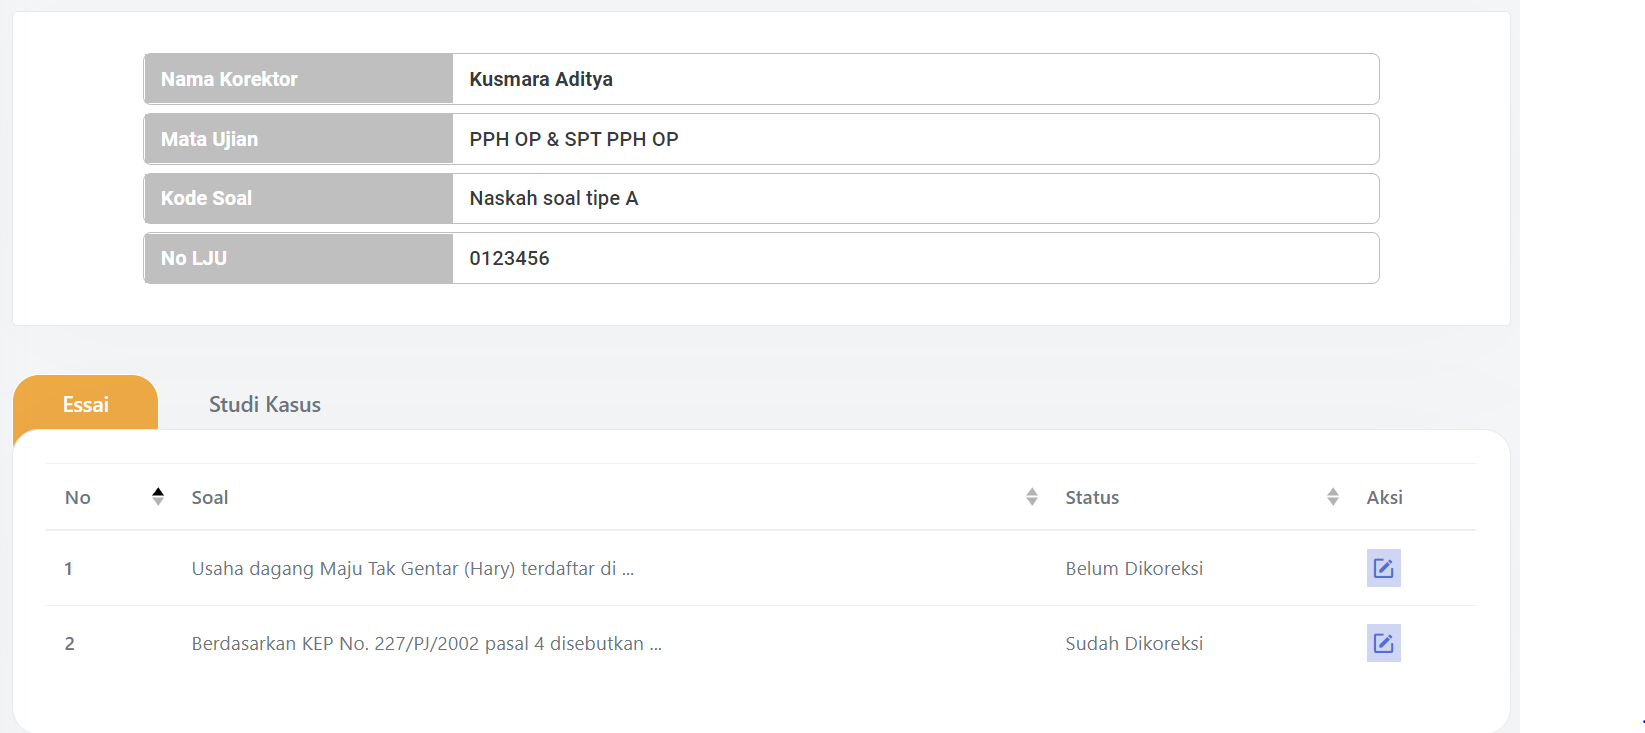 Nama Korektor Kusmara Aditya
Mata Ujian PPH OP & SPT PPH OP
Kode Soal Naskah soal tipe A
No LJU 0123456
Essai Studi Kasus
No Soal Status Aksi
1 Usaha dagang Maju Tak Gentar (Hary) terdaftar di ... Belum Dikoreksi
2 Berdasarkan KEP No. 227/PJ/2002 pasal 4 disebutkan ... Sudah Dikoreksi